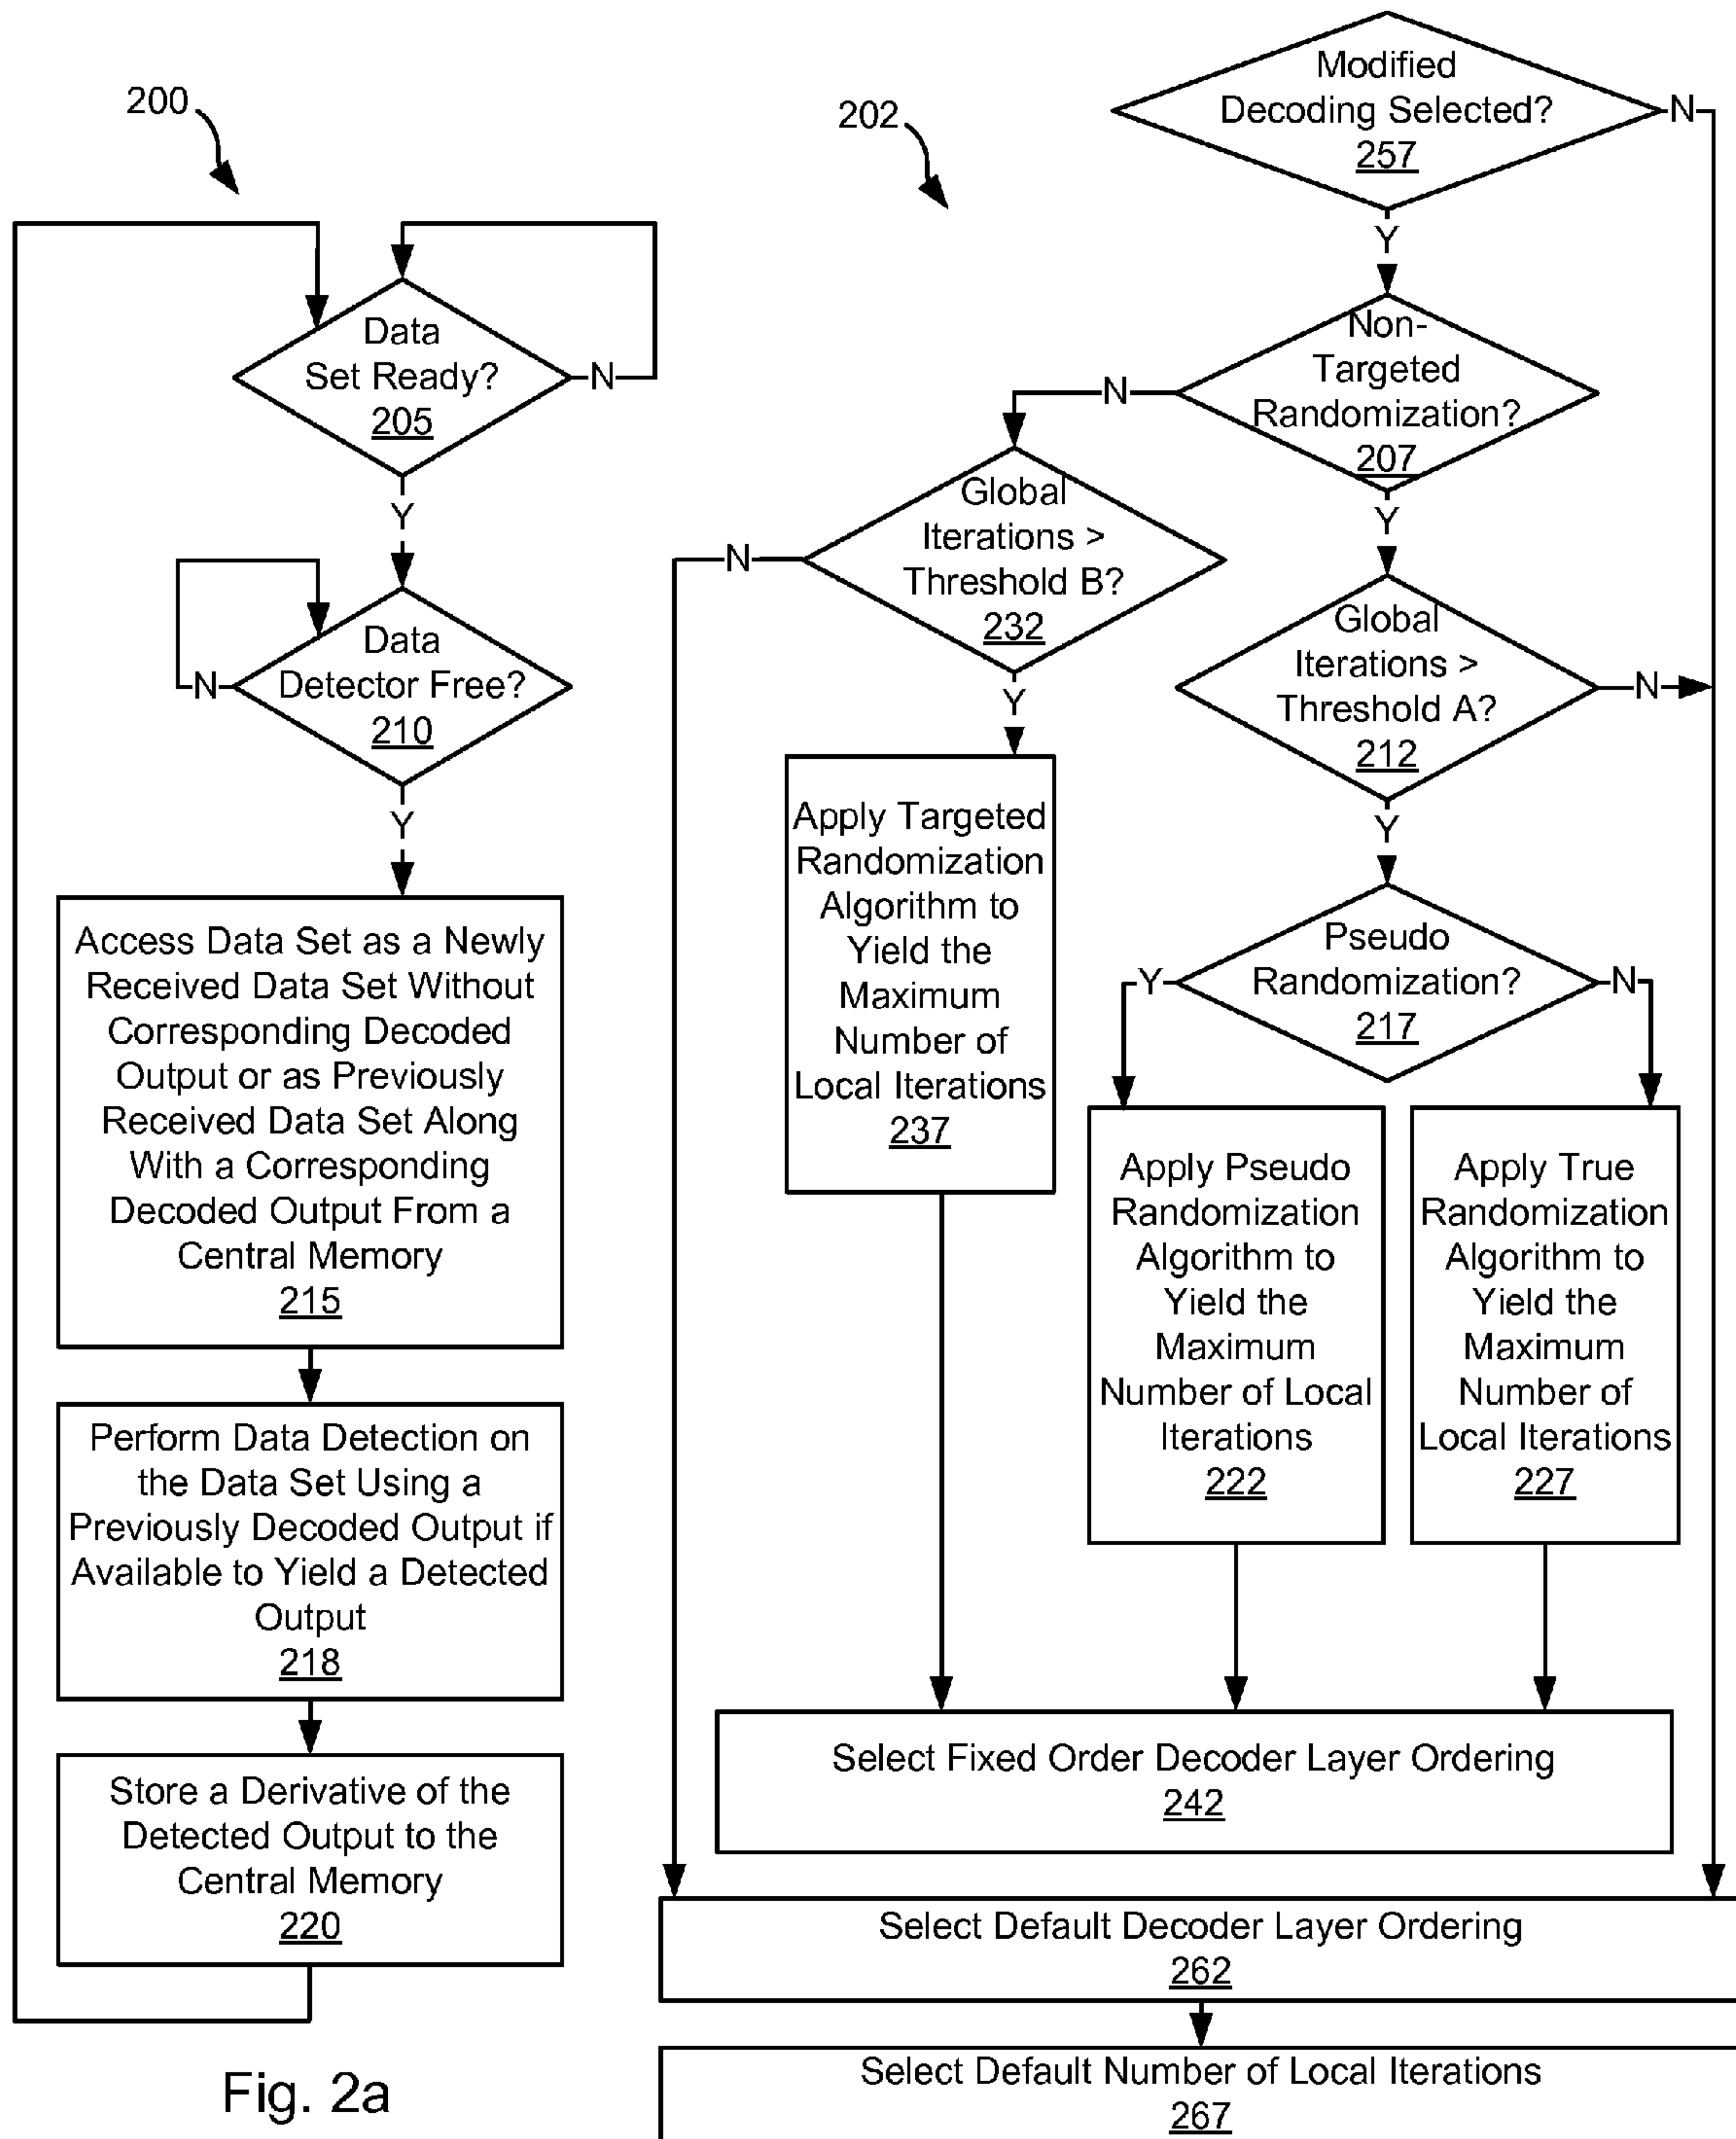 200
Data
Set Ready?
205
N
Y
Data
Detector Free?
210
N
Y
Access Data Set as a Newly
Received Data Set Without
Corresponding Decoded
Output or as Previously
Received Data Set Along
With a Corresponding
Decoded Output From a
Central Memory
215
Perform Data Detection on
the Data Set Using a
Previously Decoded Output if
Available to Yield a Detected
Output
218
Store a Derivative of the
Detected Output to the
Central Memory
220
Fig. 2a
202
Modified
Decoding Selected?
257
N
Y
Non-
Targeted
Randomization?
207
N
Y
Global
Iterations >
Threshold B?
232
N
Y
Global
Iterations >
Threshold A?
212
N
Y
Apply Targeted
Randomization
Algorithm to
Yield the
Maximum
Number of
Local Iterations
237
Pseudo
Randomization?
217
Y
N
Apply Pseudo
Randomization
Algorithm to
Yield the
Maximum
Number of Local
Iterations
222
Apply True
Randomization
Algorithm to
Yield the
Maximum
Number of
Local Iterations
227
Select Fixed Order Decoder Layer Ordering
242
Select Default Decoder Layer Ordering
262
Select Default Number of Local Iterations
267